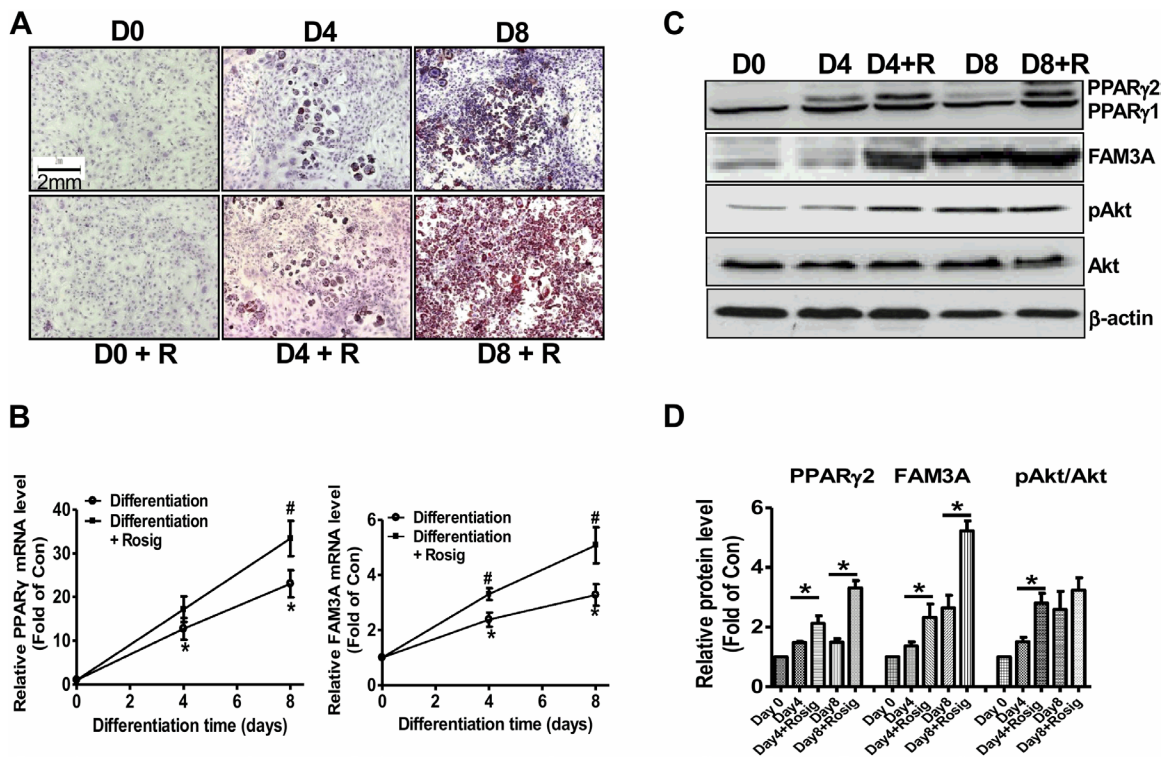 A
D0
D4
D8
2mm
D0 + R
D4 + R
D8 + R
C
D0
D4
D4+R
D8
D8+R
PPARγ2
PPARγ1
FAM3A
pAkt
Akt
β-actin
B
Relative PPARγ mRNA level
(Fold of Con)
40
30
20
10
0
Differentiation
Differentiation
+ Rosig
#
*
*
0
2
4
6
8
Differentiation time (days)
Relative FAM3A mRNA level
(Fold of Con)
6
4
2
0
Differentiation
Differentiation
+ Rosig
#
#
*
*
0
2
4
6
8
Differentiation time (days)
D
PPARγ2
FAM3A
pAkt/Akt
Relative protein level
(Fold of Con)
6
4
2
0
*
*
*
*
*
Day 0
Day4
Day4+Rosig
Day8
Day8+Rosig
Day 0
Day4
Day4+Rosig
Day8
Day8+Rosig
Day 0
Day4
Day4+Rosig
Day8
Day8+Rosig